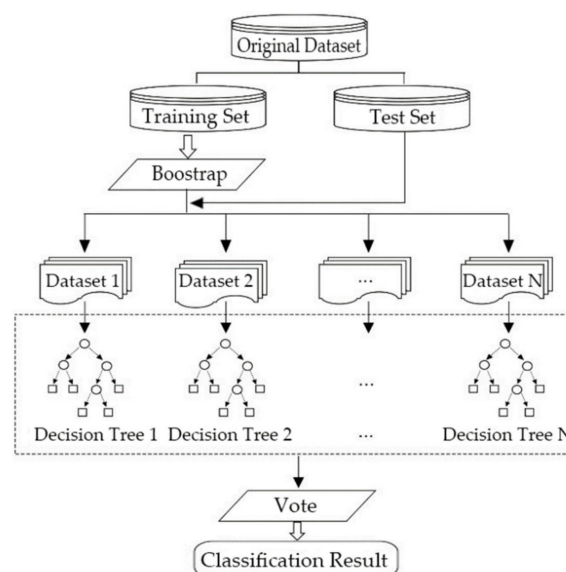 Original Dataset
Training Set
Test Set
Boostrap
Dataset 1
Dataset 2
...
Dataset N
...
Decision Tree 1
Decision Tree 2
...
Decision Tree N
Vote
Classification Result